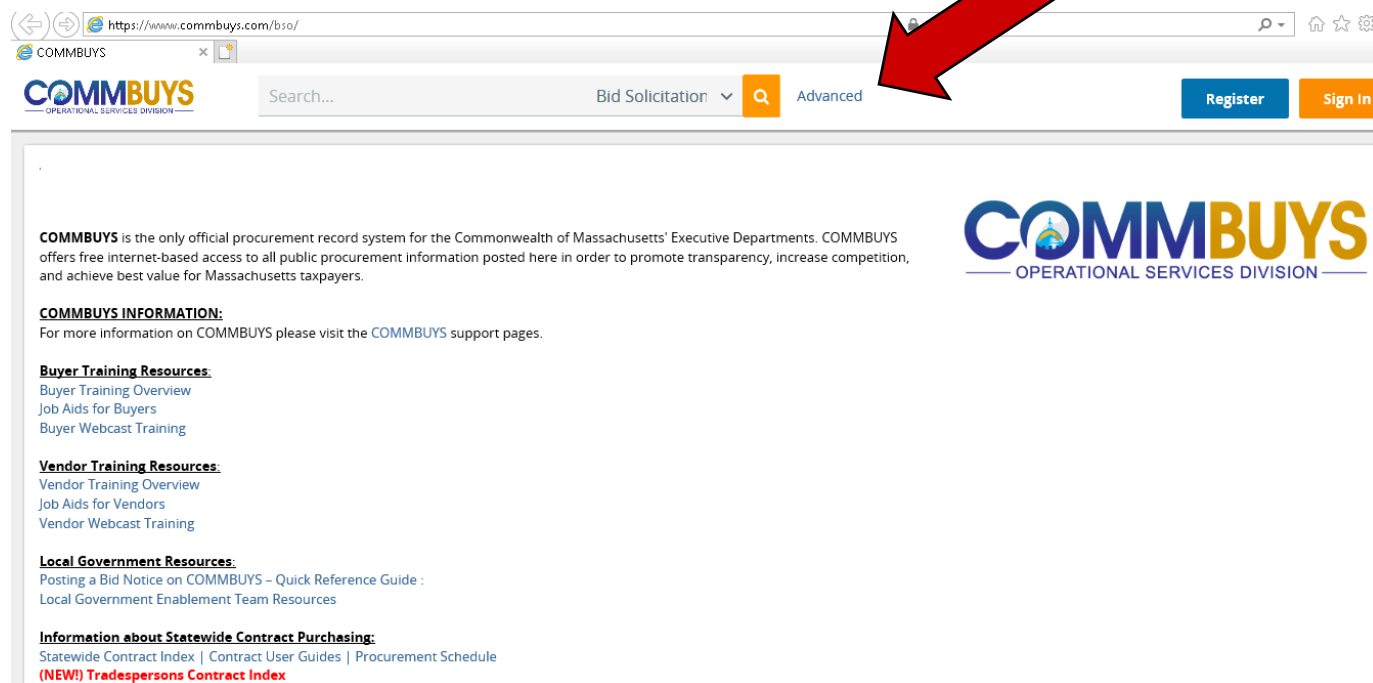 https://www.commbuys.com/bso/
COMMBUYS
COMMBUYS
OPERATIONAL SERVICES DIVISION
Search... Bid Solicitation Advanced Register Sign In
COMMBUYS
OPERATIONAL SERVICES DIVISION
COMMBUYS is the only official procurement record system for the Commonwealth of Massachusetts' Executive Departments. COMMBUYS
offers free internet-based access to all public procurement information posted here in order to promote transparency, increase competition,
and achieve best value for Massachusetts taxpayers.
COMMBUYS INFORMATION:
For more information on COMMBUYS please visit the COMMBUYS support pages.
Buyer Training Resources:
Buyer Training Overview
Job Aids for Buyers
Buyer Webcast Training
Vendor Training Resources:
Vendor Training Overview
Job Aids for Vendors
Vendor Webcast Training
Local Government Resources:
Posting a Bid Notice on COMMBUYS – Quick Reference Guide :
Local Government Enablement Team Resources
Information about Statewide Contract Purchasing:
Statewide Contract Index | Contract User Guides | Procurement Schedule
(NEW!) Tradespersons Contract Index